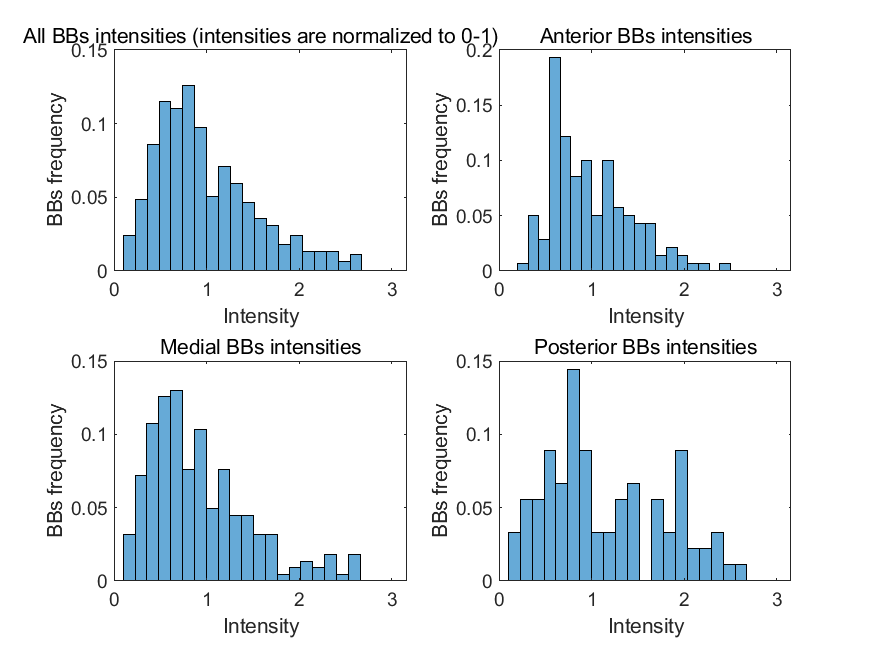 All BBs intensities (intensities are normalized to 0-1)
0.15
0.1
0.05
0
BBs frequency
0 1 2 3
Intensity
Anterior BBs intensities
0.2
0.15
0.1
0.05
0
BBs frequency
0 1 2 3
Intensity
Medial BBs intensities
0.15
0.1
0.05
0
BBs frequency
0 1 2 3
Intensity
Posterior BBs intensities
0.15
0.1
0.05
0
BBs frequency
0 1 2 3
Intensity